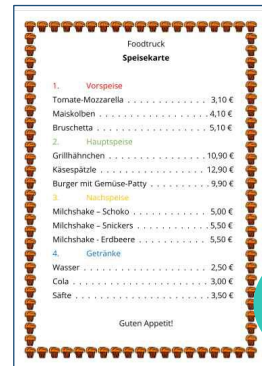 Foodtruck
Speisekarte
1. Vorspeise
Tomate-Mozzarella . . . . . . . . . . . . 3,10 €
Maiskolben . . . . . . . . . . . . . . . . 4,10 €
Bruschetta . . . . . . . . . . . . . . . . 5,10 €
2. Hauptspeise
Grillhähnchen . . . . . . . . . . . . . . 10,90 €
Käsespätzle . . . . . . . . . . . . . . . 12,90 €
Burger mit Gemüse-Patty . . . . . . . . 9,90 €
3. Nachspeise
Milchshake – Schoko . . . . . . . . . . 5,00 €
Milchshake – Snickers . . . . . . . . . 5,50 €
Milchshake - Erdbeere . . . . . . . . . 5,50 €
4. Getränke
Wasser . . . . . . . . . . . . . . . . . . 2,50 €
Cola . . . . . . . . . . . . . . . . . . . 3,00 €
Säfte . . . . . . . . . . . . . . . . . . . 3,50 €
Guten Appetit!